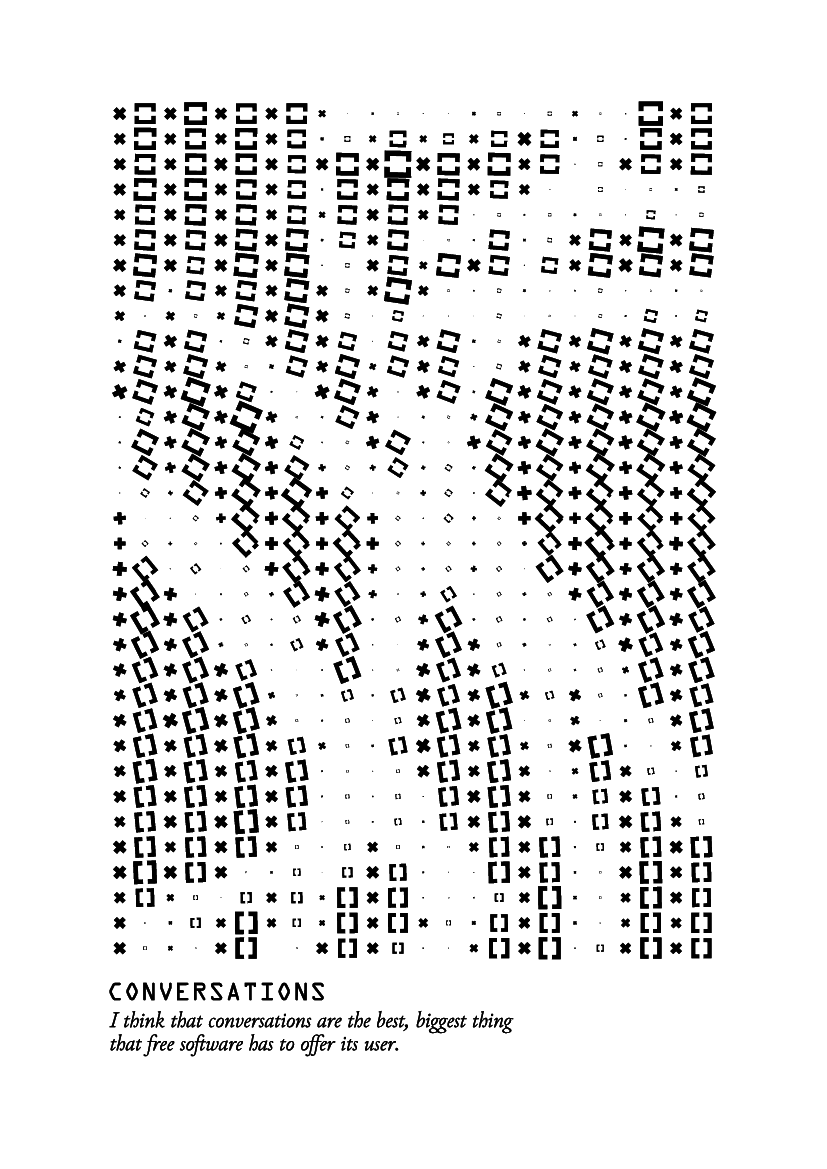 CONVERSATIONS
I think that conversations are the best, biggest thing
that free software has to offer its user.